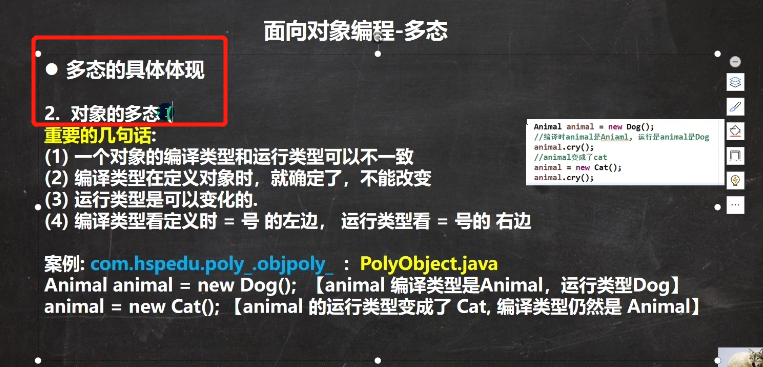 面向对象编程-多态
● 多态的具体体现
2. 对象的多态
重要的几句话:
(1) 一个对象的编译类型和运行类型可以不一致
(2) 编译类型在定义对象时，就确定了，不能改变
(3) 运行类型是可以变化的.
(4) 编译类型看定义时 = 号 的左边， 运行类型看 = 号的 右边
Animal animal = new Dog();
//编译时animal是Aniaml, 运行是animal是Dog
animal.cry();
//animal变成了cat
animal = new Cat();
animal.cry();
案例: com.hspedu.poly_.objpoly_ : PolyObject.java
Animal animal = new Dog(); 【animal 编译类型是Animal，运行类型Dog】
animal = new Cat(); 【animal 的运行类型变成了 Cat, 编译类型仍然是 Animal】